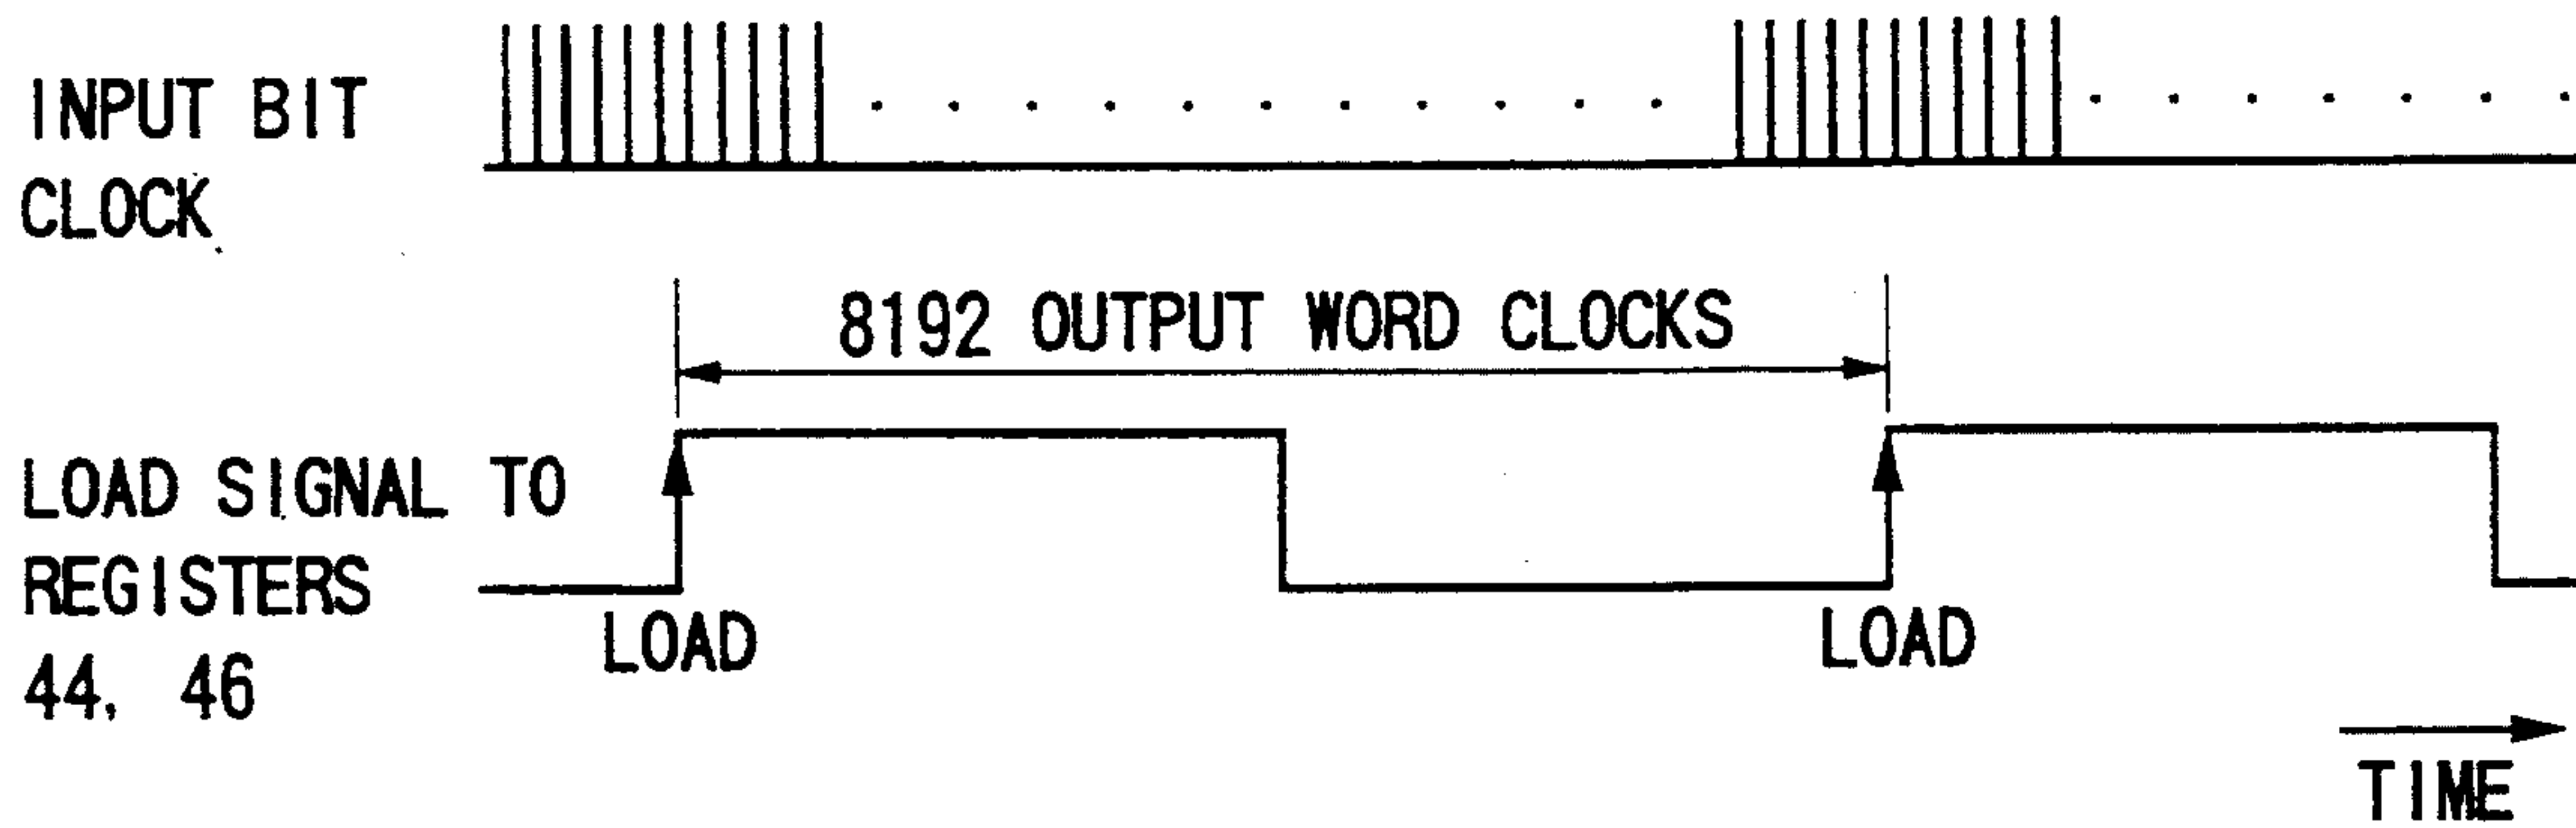 INPUT BIT
CLOCK
8192 OUTPUT WORD CLOCKS
LOAD SIGNAL TO
REGISTERS
44, 46
LOAD
LOAD
TIME